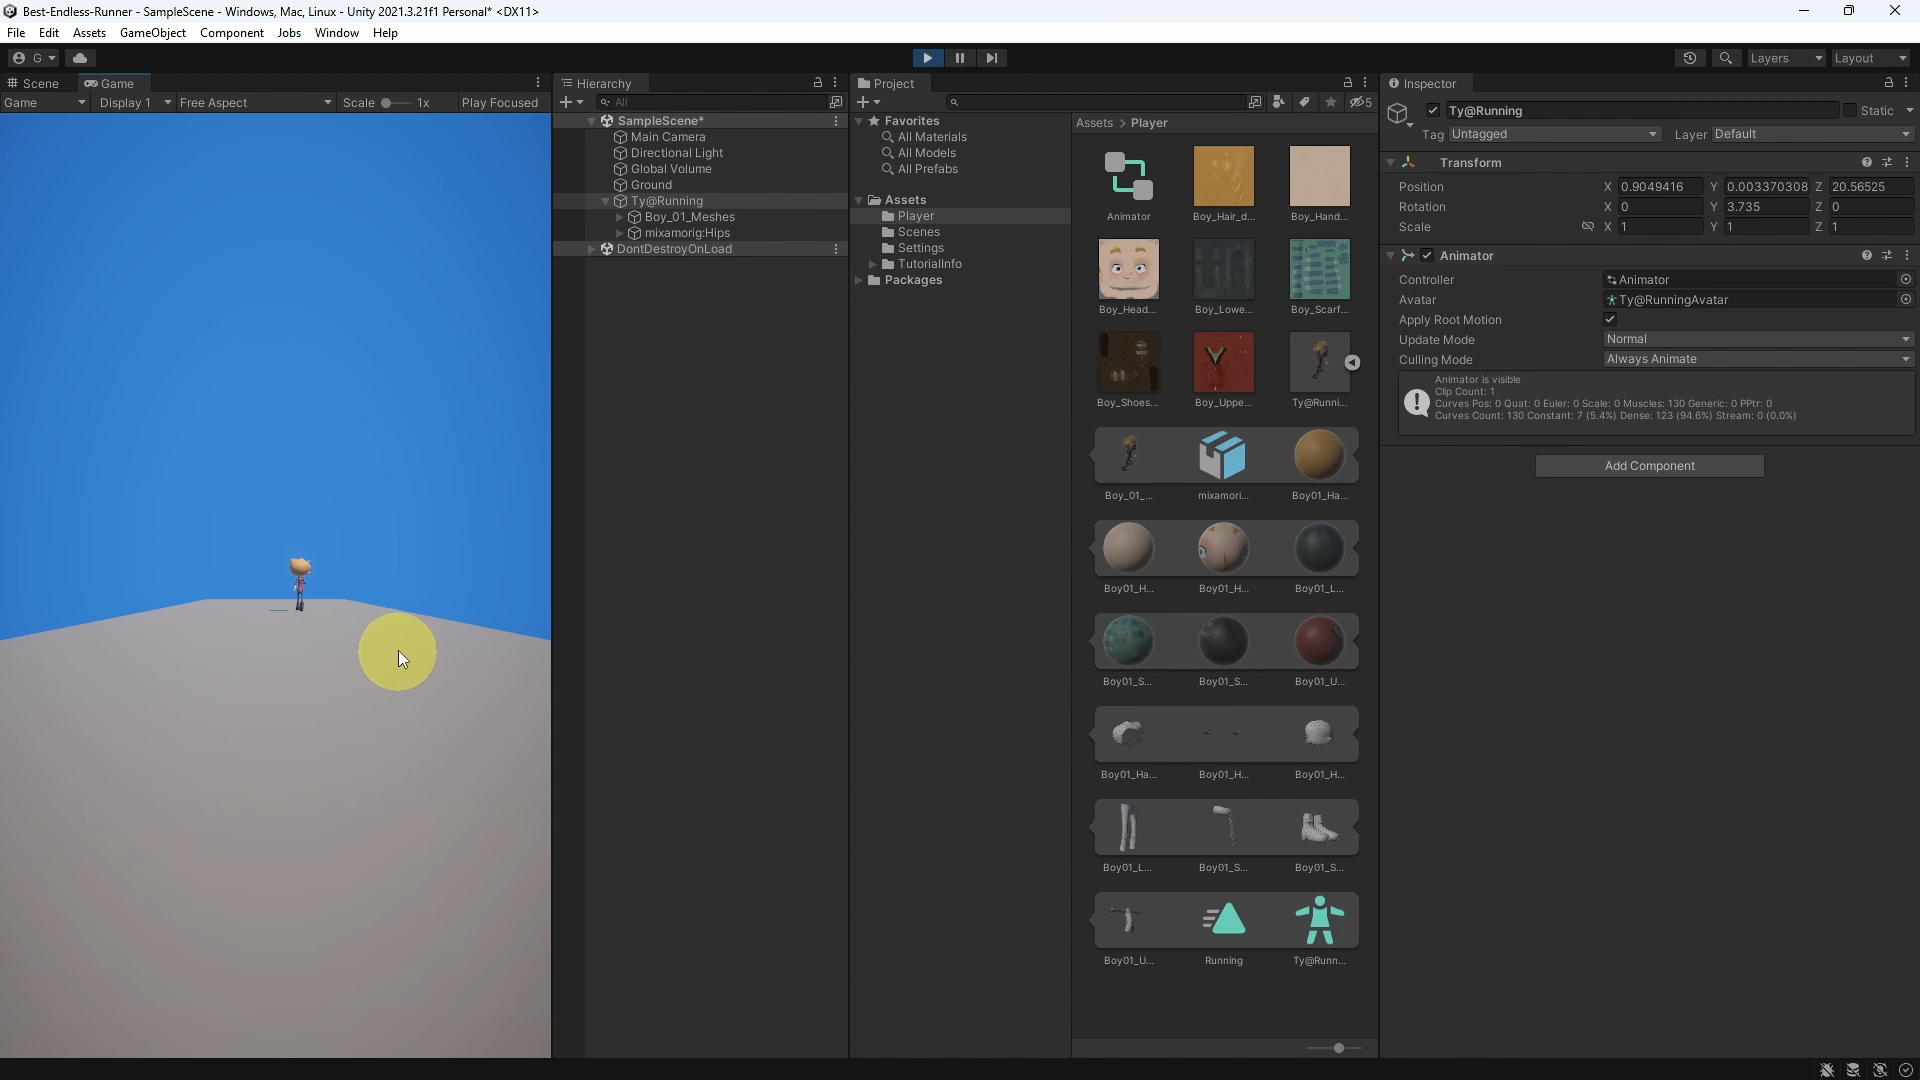 Best-Endless-Runner - SampleScene - Windows, Mac, Linux - Unity 2021.3.21f1 Personal* <DX11>
File Edit Assets GameObject Component Jobs Window Help
G Layers Layout
Scene Game
Game Display 1 Free Aspect Scale 1x Play Focused
Hierarchy
All
SampleScene*
Main Camera
Directional Light
Global Volume
Ground
Ty@Running
Boy_01_Meshes
mixamorig:Hips
DontDestroyOnLoad
Project
5
Favorites
All Materials
All Models
All Prefabs
Assets
Player
Scenes
Settings
TutorialInfo
Packages
Assets > Player
Animator Boy_Hair_d... Boy_Hand...
Boy_Head... Boy_Lowe... Boy_Scarf...
Boy_Shoes... Boy_Uppe... Ty@Runni...
Boy_01_... mixamori... Boy01_Ha...
Boy01_H... Boy01_H... Boy01_L...
Boy01_S... Boy01_S... Boy01_U...
Boy01_Ha... Boy01_H... Boy01_H...
Boy01_L... Boy01_S... Boy01_S...
Boy01_U... Running Ty@Runn...
Inspector
Ty@Running Static
Tag Untagged Layer Default
Transform
Position X 0.9049416 Y 0.003370308 Z 20.56525
Rotation X 0 Y 3.735 Z 0
Scale X 1 Y 1 Z 1
Animator
Controller Animator
Avatar Ty@RunningAvatar
Apply Root Motion
Update Mode Normal
Culling Mode Always Animate
Animator is visible
Clip Count: 1
Curves Pos: 0 Quat: 0 Euler: 0 Scale: 0 Muscles: 130 Generic: 0 PPtr: 0
Curves Count: 130 Constant: 7 (5.4%) Dense: 123 (94.6%) Stream: 0 (0.0%)
Add Component